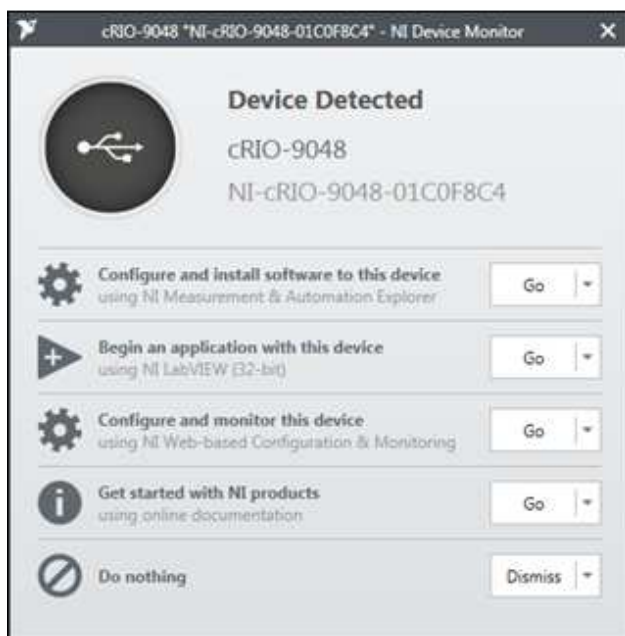 cRIO-9048 "NI-cRIO-9048-01C0F8C4" - NI Device Monitor
Device Detected
cRIO-9048
NI-cRIO-9048-01C0F8C4
Configure and install software to this device
using NI Measurement & Automation Explorer
Go
Begin an application with this device
using NI LabVIEW (32-bit)
Go
Configure and monitor this device
using NI Web-based Configuration & Monitoring
Go
Get started with NI products
using online documentation
Go
Do nothing
Dismiss